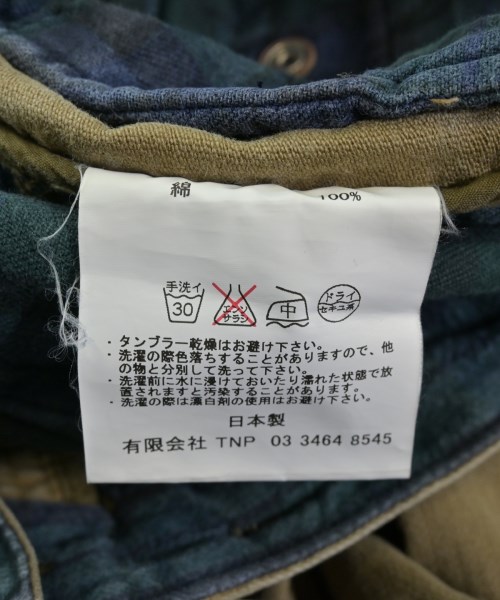 綿 100%
手洗イ 30 エンソ サラシ 中 ドライ セキユ系
・タンブラー乾燥はお避け下さい。
・洗濯の際色落ちすることがありますので、他
の物と分別して洗って下さい。
・洗濯前に水に浸けておいたり濡れた状態で放
置されますと汚染することがあります。
・洗濯の際は漂白剤の使用はお避け下さい。
日本製
有限会社 TNP 03 3464 8545